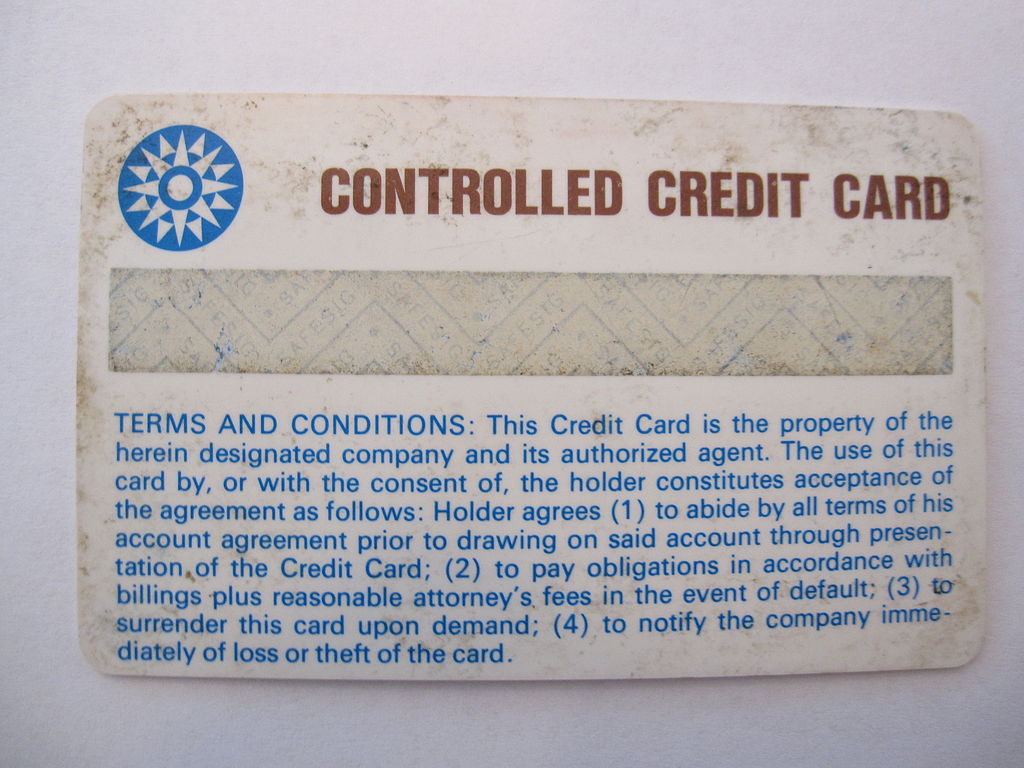 CONTROLLED CREDIT CARD
SAFESIG SAFESIG SAFESIG SAFESIG
TERMS AND CONDITIONS: This Credit Card is the property of the
herein designated company and its authorized agent. The use of this
card by, or with the consent of, the holder constitutes acceptance of
the agreement as follows: Holder agrees (1) to abide by all terms of his
account agreement prior to drawing on said account through presen-
tation of the Credit Card; (2) to pay obligations in accordance with
billings plus reasonable attorney's fees in the event of default; (3) to
surrender this card upon demand; (4) to notify the company imme-
diately of loss or theft of the card.